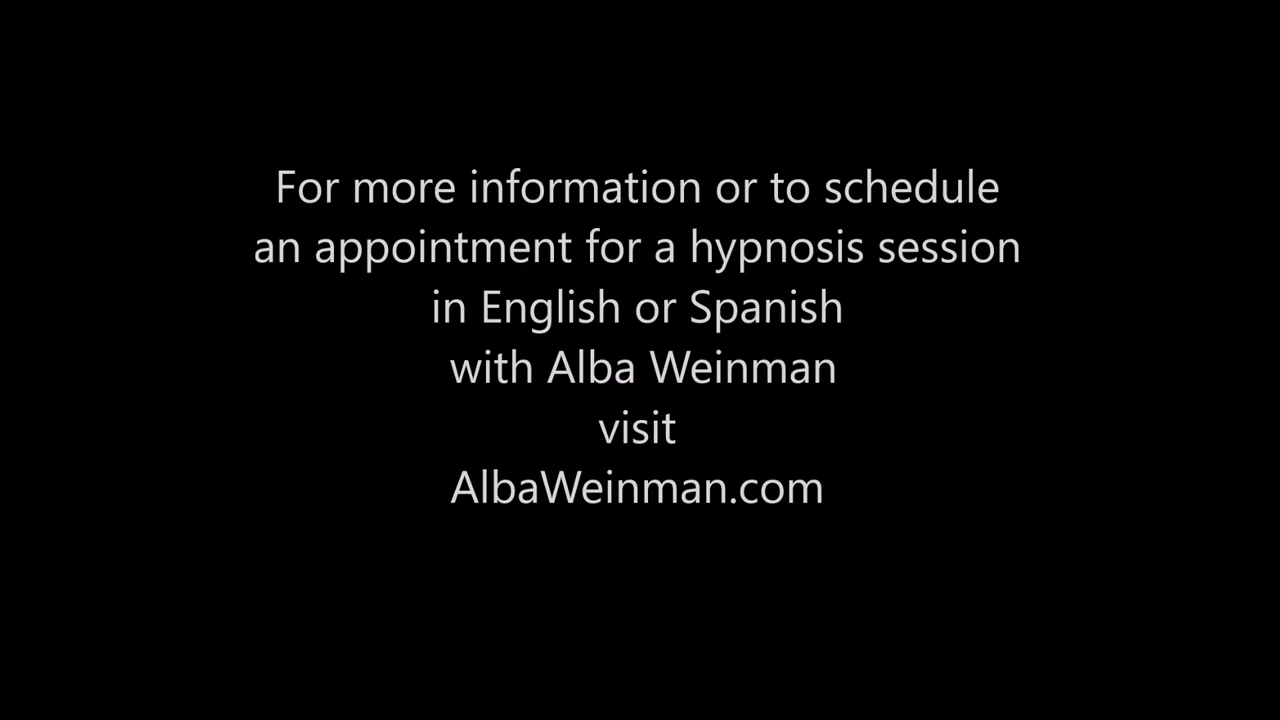 For more information or to schedule
an appointment for a hypnosis session
in English or Spanish
with Alba Weinman
visit
AlbaWeinman.com